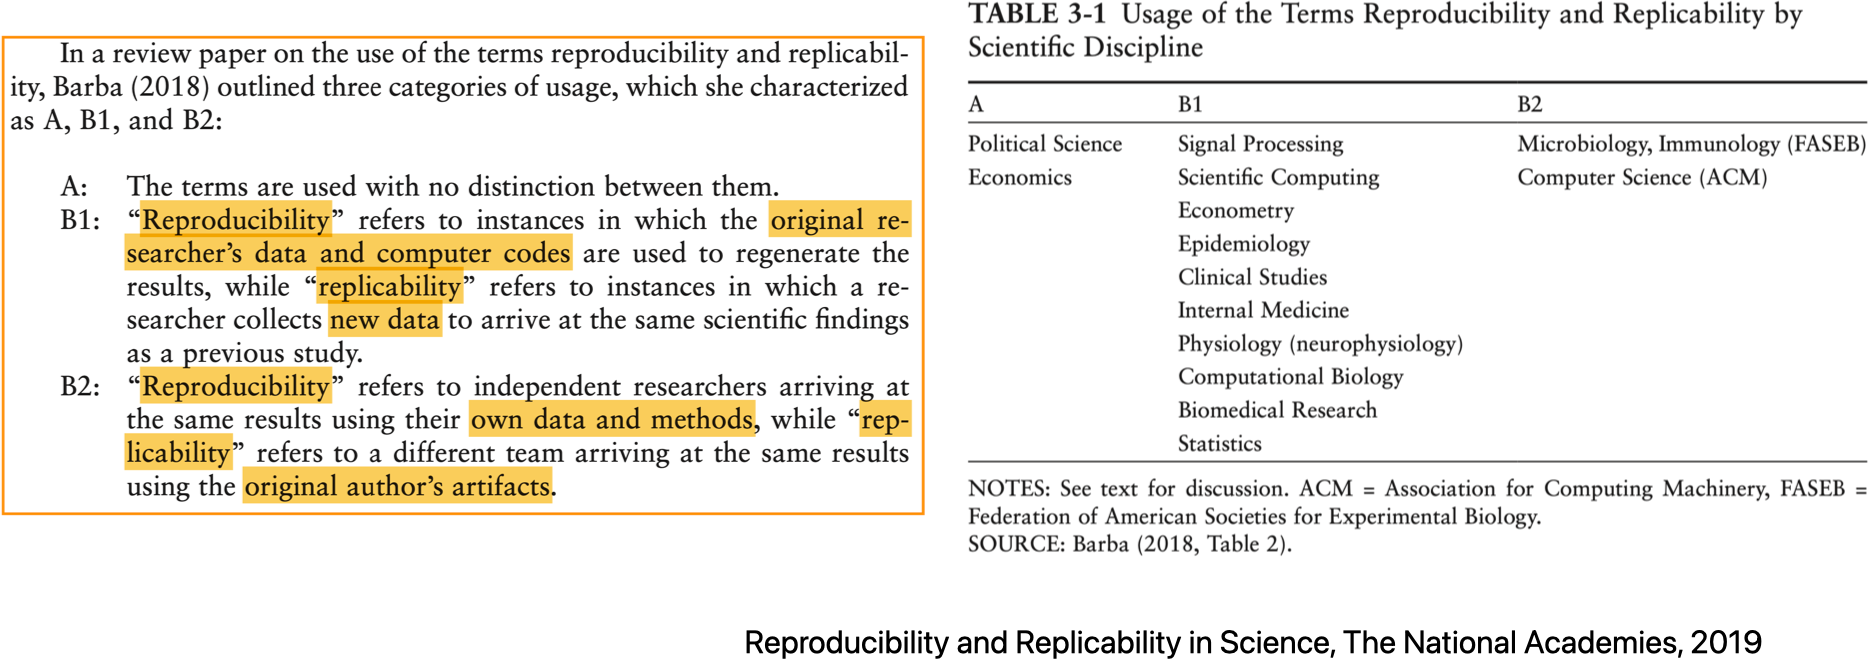 In a review paper on the use of the terms reproducibility and replicabil-
ity, Barba (2018) outlined three categories of usage, which she characterized
as A, B1, and B2:
A: The terms are used with no distinction between them.
B1: “Reproducibility” refers to instances in which the original re-
searcher’s data and computer codes are used to regenerate the
results, while “replicability” refers to instances in which a re-
searcher collects new data to arrive at the same scientific findings
as a previous study.
B2: “Reproducibility” refers to independent researchers arriving at
the same results using their own data and methods, while “rep-
licability” refers to a different team arriving at the same results
using the original author’s artifacts.
TABLE 3-1 Usage of the Terms Reproducibility and Replicability by
Scientific Discipline
A B1 B2
Political Science Signal Processing Microbiology, Immunology (FASEB)
Economics Scientific Computing Computer Science (ACM)
Econometry
Epidemiology
Clinical Studies
Internal Medicine
Physiology (neurophysiology)
Computational Biology
Biomedical Research
Statistics
NOTES: See text for discussion. ACM = Association for Computing Machinery, FASEB =
Federation of American Societies for Experimental Biology.
SOURCE: Barba (2018, Table 2).
Reproducibility and Replicability in Science, The National Academies, 2019